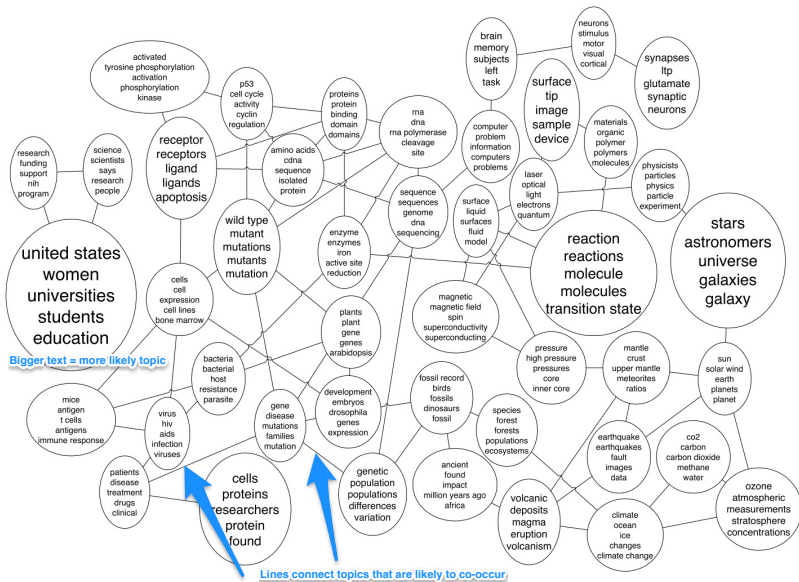 activated
tyrosine phosphorylation
activation
phosphorylation
kinase
p53
cell cycle
activity
cyclin
regulation
proteins
protein
binding
domain
domains
rna
dna
rna polymerase
cleavage
site
brain
memory
subjects
left
task
neurons
stimulus
motor
visual
cortical
synapses
ltp
glutamate
synaptic
neurons
surface
tip
image
sample
device
research
funding
support
nih
program
science
scientists
says
research
people
receptor
receptors
ligand
ligands
apoptosis
amino acids
cdna
sequence
isolated
protein
computer
problem
information
computers
problems
materials
organic
polymer
polymers
molecules
laser
optical
light
electrons
quantum
physicists
particles
physics
particle
experiment
united states
women
universities
students
education
wild type
mutant
mutations
mutants
mutation
enzyme
enzymes
iron
active site
reduction
sequence
sequences
genome
dna
sequencing
surface
liquid
surfaces
fluid
model
reaction
reactions
molecule
molecules
transition state
stars
astronomers
universe
galaxies
galaxy
cells
cell
expression
cell lines
bone marrow
plants
plant
gene
genes
arabidopsis
magnetic
magnetic field
spin
superconductivity
superconducting
Bigger text = more likely topic
bacteria
bacterial
host
resistance
parasite
pressure
high pressure
pressures
core
inner core
mantle
crust
upper mantle
meteorites
ratios
sun
solar wind
earth
planets
planet
mice
antigen
t cells
antigens
immune response
virus
hiv
aids
infection
viruses
gene
disease
mutations
families
mutation
development
embryos
drosophila
genes
expression
fossil record
birds
fossils
dinosaurs
fossil
species
forest
forests
populations
ecosystems
earthquake
earthquakes
fault
images
data
co2
carbon
carbon dioxide
methane
water
patients
disease
treatment
drugs
clinical
cells
proteins
researchers
protein
found
genetic
population
populations
differences
variation
ancient
found
impact
million years ago
africa
volcanic
deposits
magma
eruption
volcanism
climate
ocean
ice
changes
climate change
ozone
atmospheric
measurements
stratosphere
concentrations
Lines connect topics that are likely to co-occur